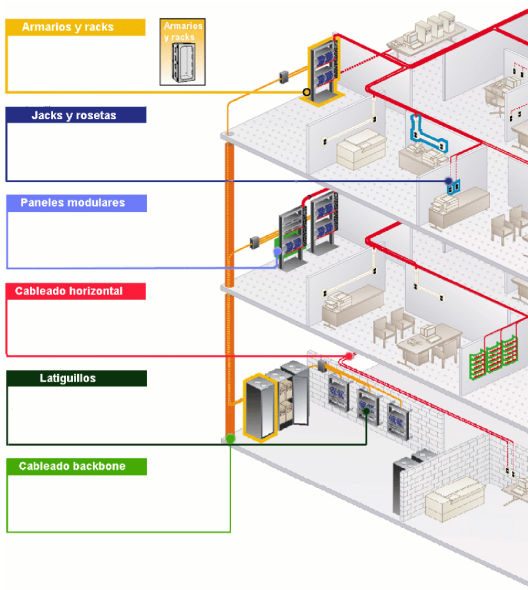 Armarios y racks
Armarios
y racks
Jacks y rosetas
Paneles modulares
Cableado horizontal
Latiguillos
Cableado backbone